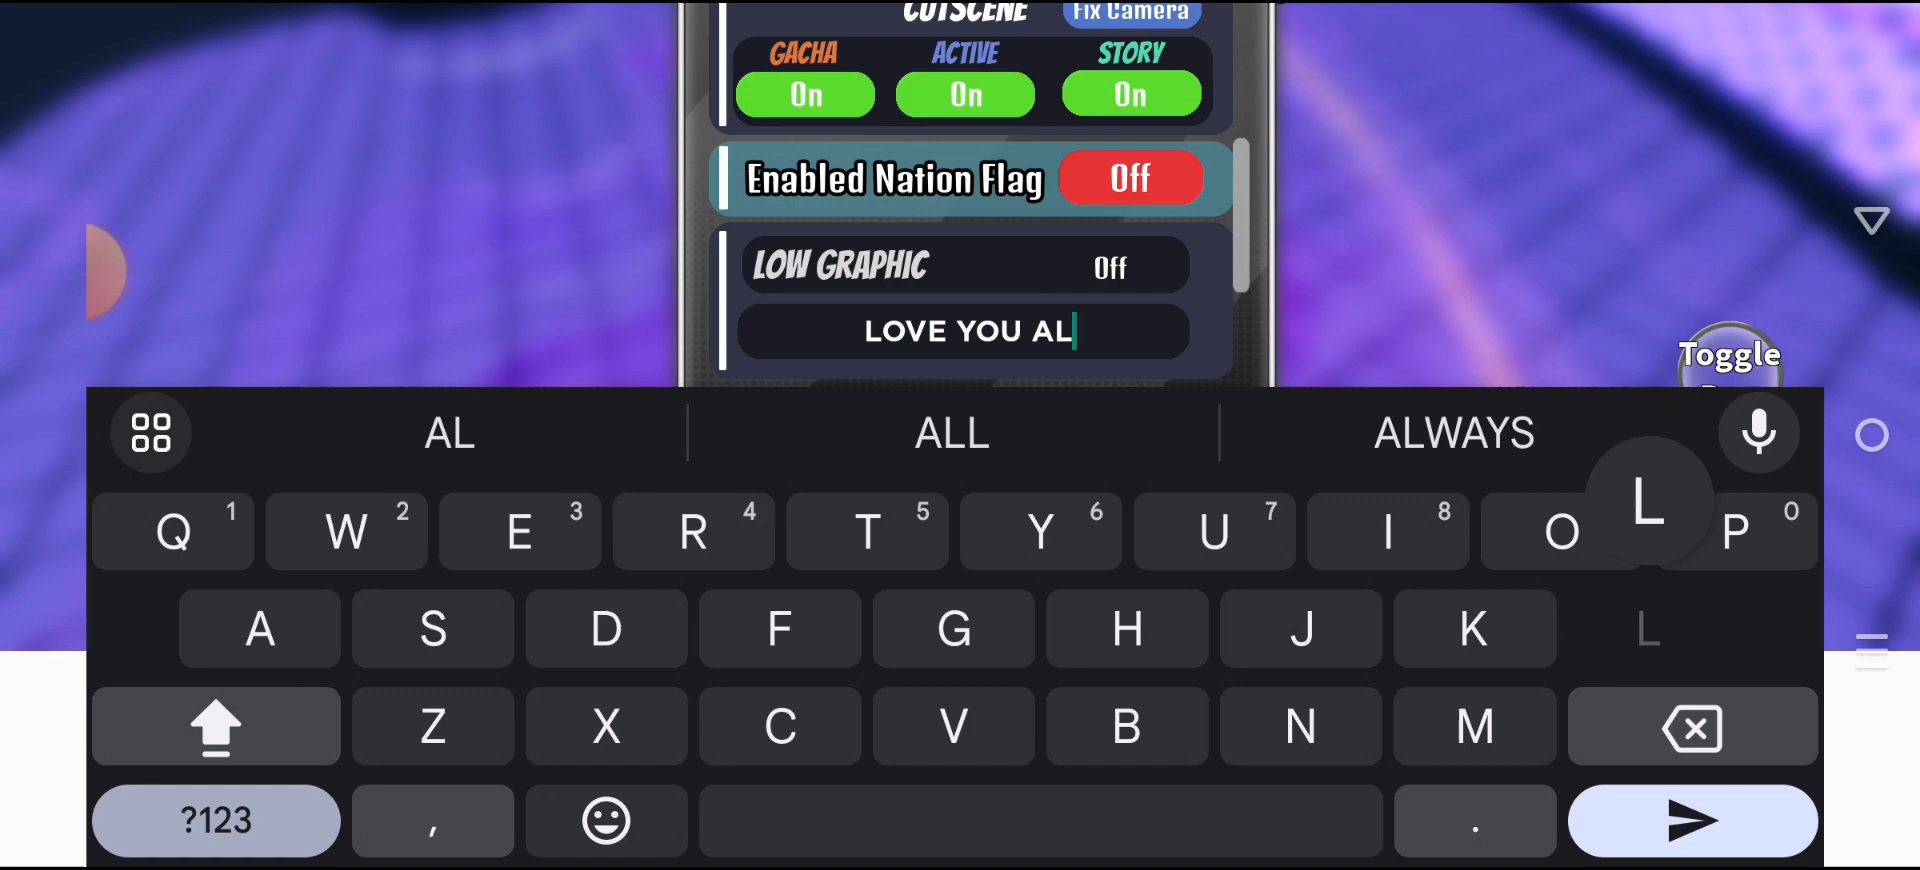 CUTSCENE Fix Camera
GACHA ACTIVE STORY
On On On
Enabled Nation Flag Off
LOW GRAPHIC Off
LOVE YOU AL
Toggle
AL ALL ALWAYS
Q 1 W 2 E 3 R 4 T 5 Y 6 U 7 I 8 O L P 0
A S D F G H J K L
Z X C V B N M
?123 , .